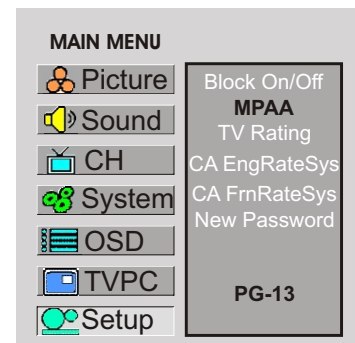 MAIN MENU
Picture
Sound
CH
System
OSD
TVPC
Setup
Block On/Off
MPAA
TV Rating
CA EngRateSys
CA FrnRateSys
New Password
PG-13